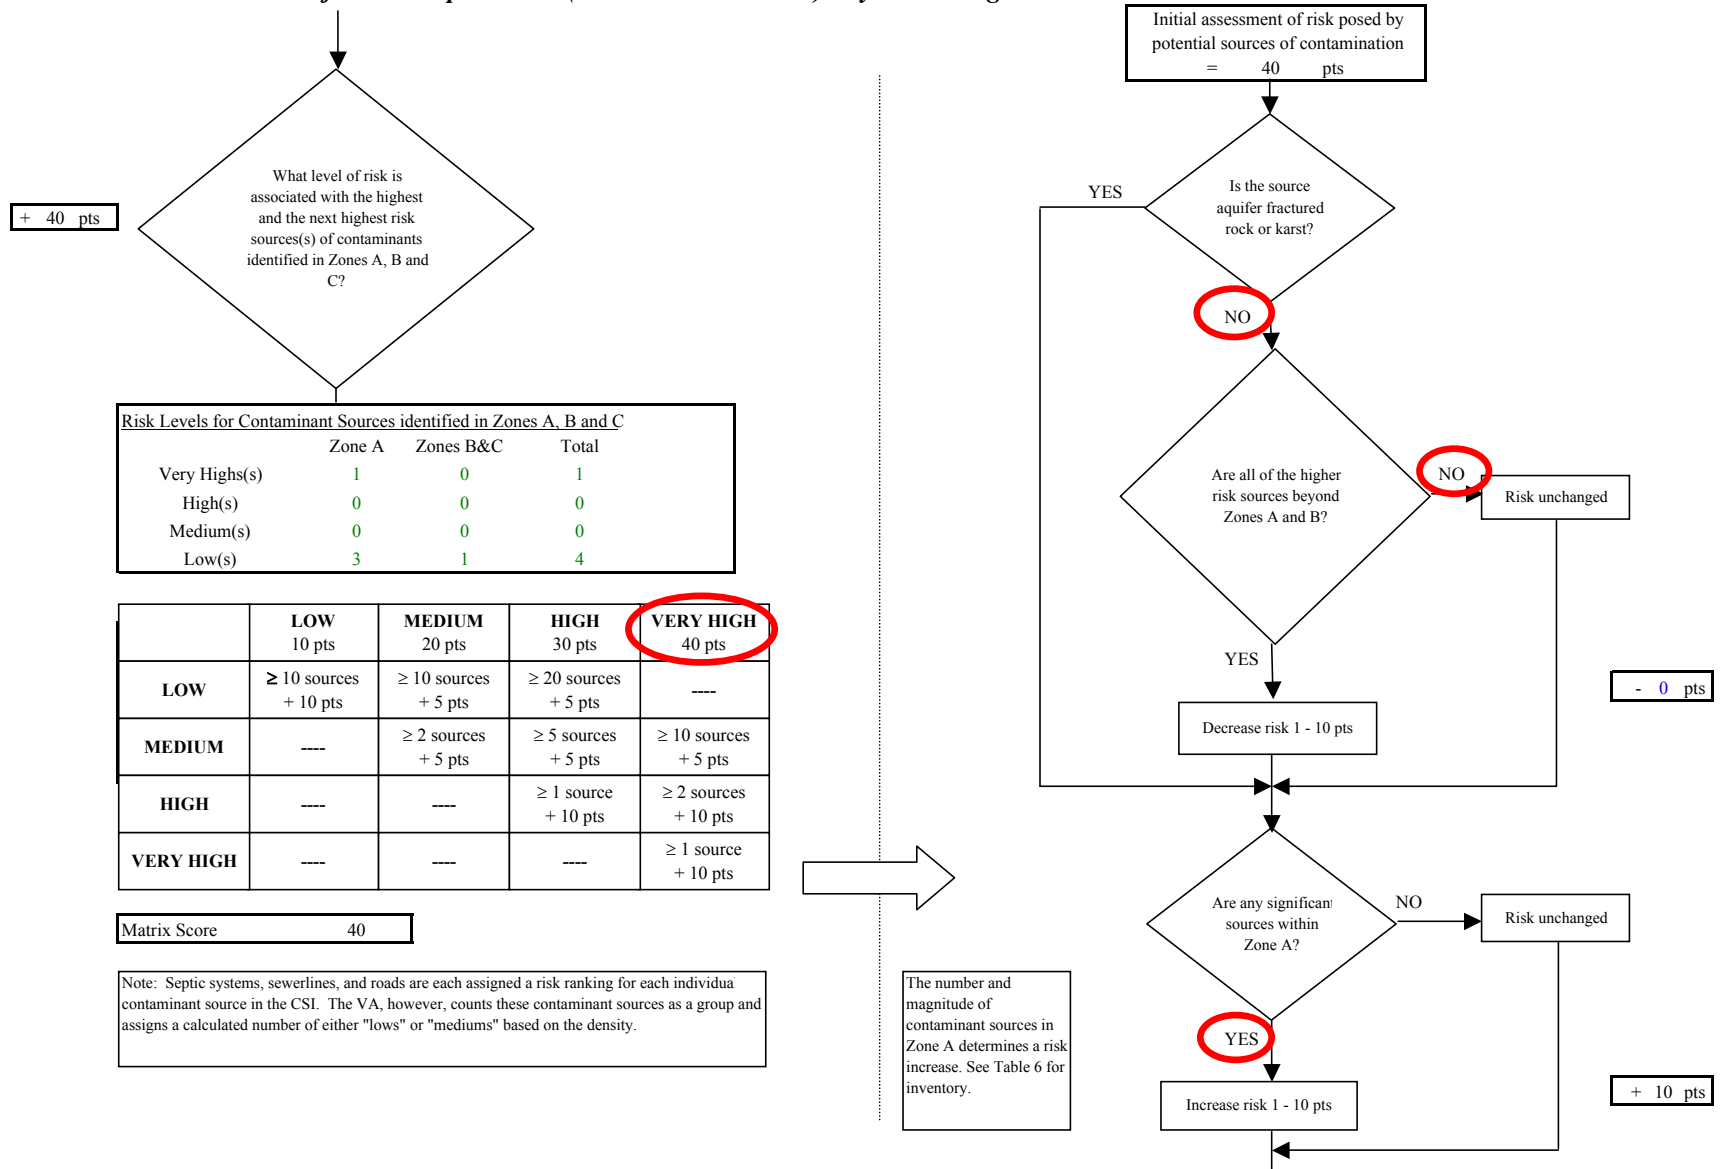 Initial assessment of risk posed by
potential sources of contamination
= 40 pts
What level of risk is
associated with the highest
and the next highest risk
sources(s) of contaminants
identified in Zones A, B and
C?
+ 40 pts
YES
Is the source
aquifer fractured
rock or karst?
NO
Risk Levels for Contaminant Sources identified in Zones A, B and C
Zone A Zones B&C Total
Very Highs(s) 1 0 1
High(s) 0 0 0
Medium(s) 0 0 0
Low(s) 3 1 4
Are all of the higher
risk sources beyond
Zones A and B?
NO
Risk unchanged
YES
- 0 pts
Decrease risk 1 - 10 pts
LOW MEDIUM HIGH VERY HIGH
10 pts 20 pts 30 pts 40 pts
LOW ≥ 10 sources ≥ 10 sources ≥ 20 sources ----
+ 10 pts + 5 pts + 5 pts
MEDIUM ---- ≥ 2 sources ≥ 5 sources ≥ 10 sources
+ 5 pts + 5 pts + 5 pts
HIGH ---- ---- ≥ 1 source ≥ 2 sources
+ 10 pts + 10 pts
VERY HIGH ---- ---- ---- ≥ 1 source
+ 10 pts
Matrix Score 40
Note: Septic systems, sewerlines, and roads are each assigned a risk ranking for each individua
contaminant source in the CSI. The VA, however, counts these contaminant sources as a group and
assigns a calculated number of either "lows" or "mediums" based on the density.
Are any significant
sources within
Zone A?
NO
Risk unchanged
YES
The number and
magnitude of
contaminant sources in
Zone A determines a risk
increase. See Table 6 for
inventory.
Increase risk 1 - 10 pts
+ 10 pts